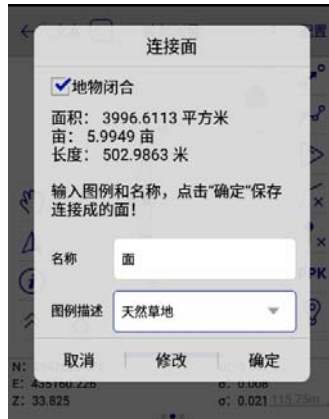 连接面
地物闭合
面积: 3996.6113 平方米
亩: 5.9949 亩
长度: 502.9863 米
输入图例和名称，点击“确定”保存
连接成的面!
名称 面
图例描述 天然草地
取消 修改 确定
N:
E: 435160.226
σ: 0.008
Z: 33.825
σ: 0.021 115.75m